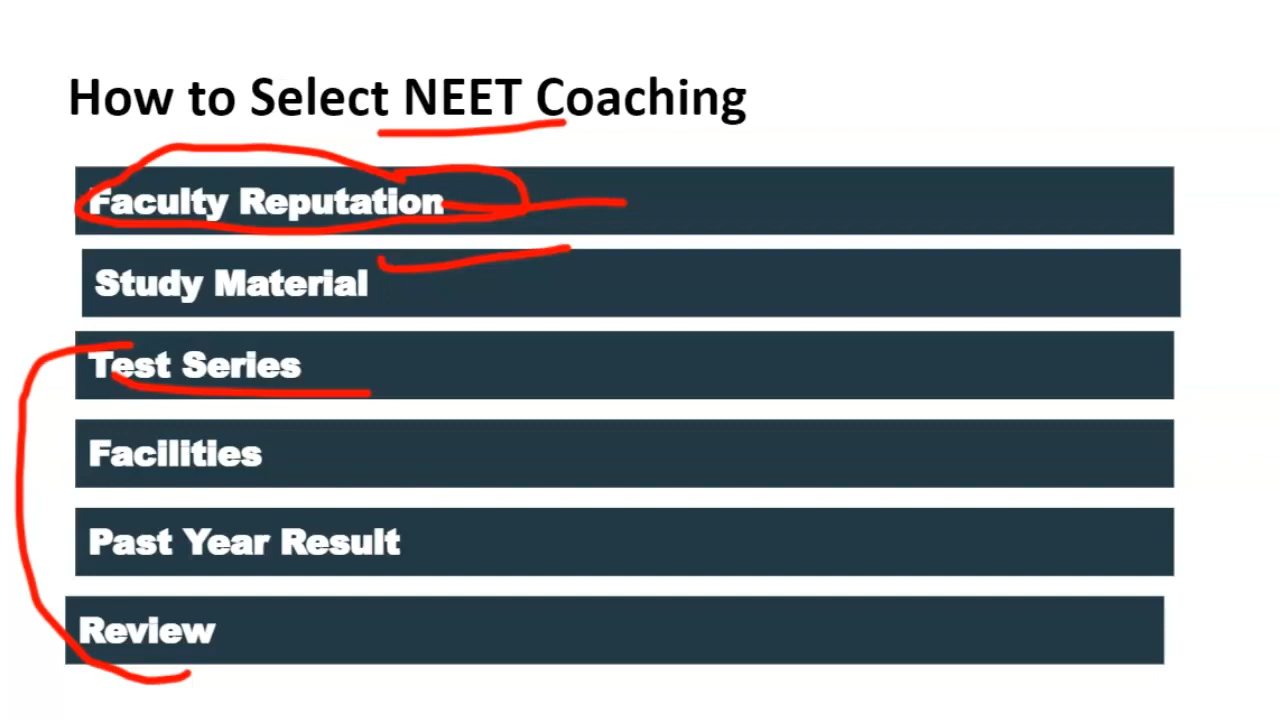 How to Select NEET Coaching
Faculty Reputation
Study Material
Test Series
Facilities
Past Year Result
Review